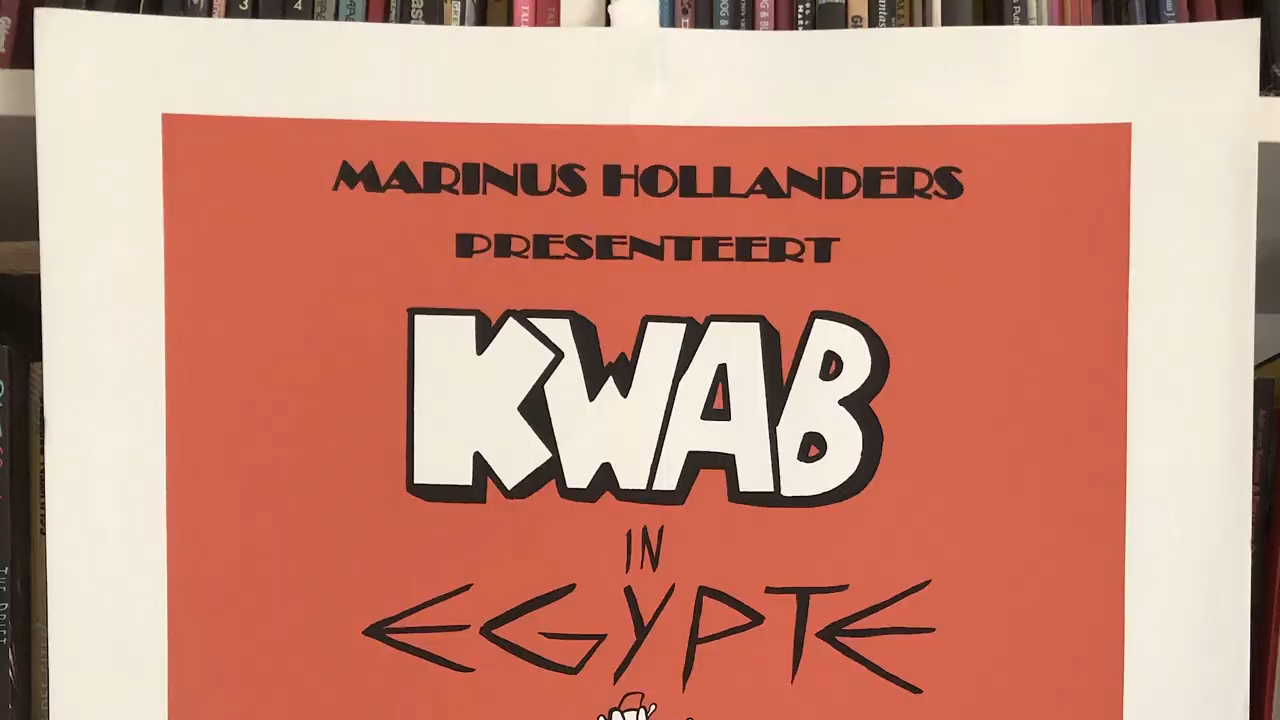 MARINUS HOLLANDERS
PRESENTEERT
KWAB
IN
EGYPTE